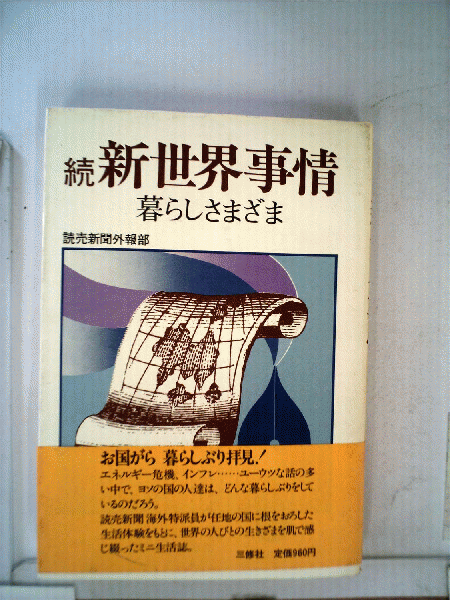 続 新世界事情
暮らしさまざま
読売新聞外報部
お国がら 暮らしぶり拝見!
エネルギー危機、インフレ……ユーウツな話の多
い中で、ヨソの国の人達は、どんな暮らしぶりをして
いるのだろう。
読売新聞海外特派員が任地の国に根をおろした
生活体験をもとに、世界の人びとの生きざまを肌で感
じ綴ったミニ生活誌。
三修社 定価980円